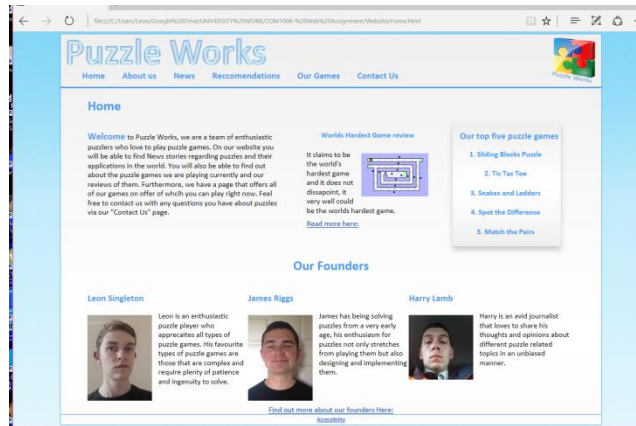 file:///C:/Users/Leon/Google%20Drive/UNIVERSITY%20WORK/COM1006-%20Web%20Assignment/Website/Home.html
Puzzle Works
Home About us News Reccomendations Our Games Contact Us
Puzzle Works
Home
Welcome to Puzzle Works, we are a team of enthusiastic
puzzlers who love to play puzzle games. On our website you
will be able to find News stories regarding puzzles and their
applications in the world. You will also be able to find out
about the puzzle games we are playing currently and our
reviews of them. Furthermore, we have a page that offers all
of our games on offer of whcih you can play right now. Feel
free to contact us with any questions you have about puzzles
via our "Contact Us" page.
Worlds Hardest Game review
It claims to be
the world's
hardest game
and it does not
dissapoint, it
very well could
be the worlds hardest game.
Read more here:
Our top five puzzle games
1. Sliding Blocks Puzzle
2. Tic Tac Toe
3. Snakes and Ladders
4. Spot the Difference
5. Match the Pairs
Our Founders
Leon Singleton
Leon is an enthusiastic
puzzle player who
apprecaites all types of
puzzle games. His favourite
types of puzzle games are
those that are complex and
require plenty of patience
and ingenuity to solve.
James Riggs
James has being solving
puzzles from a very early
age, his enthusiasm for
puzzles not only stretches
from playing them but also
designing and implementing
them.
Harry Lamb
Harry is an avid journalist
that loves to share his
thoughts and opinions about
different puzzle related
topics in an unbiased
manner.
Find out more about our founders Here:
Accessibility